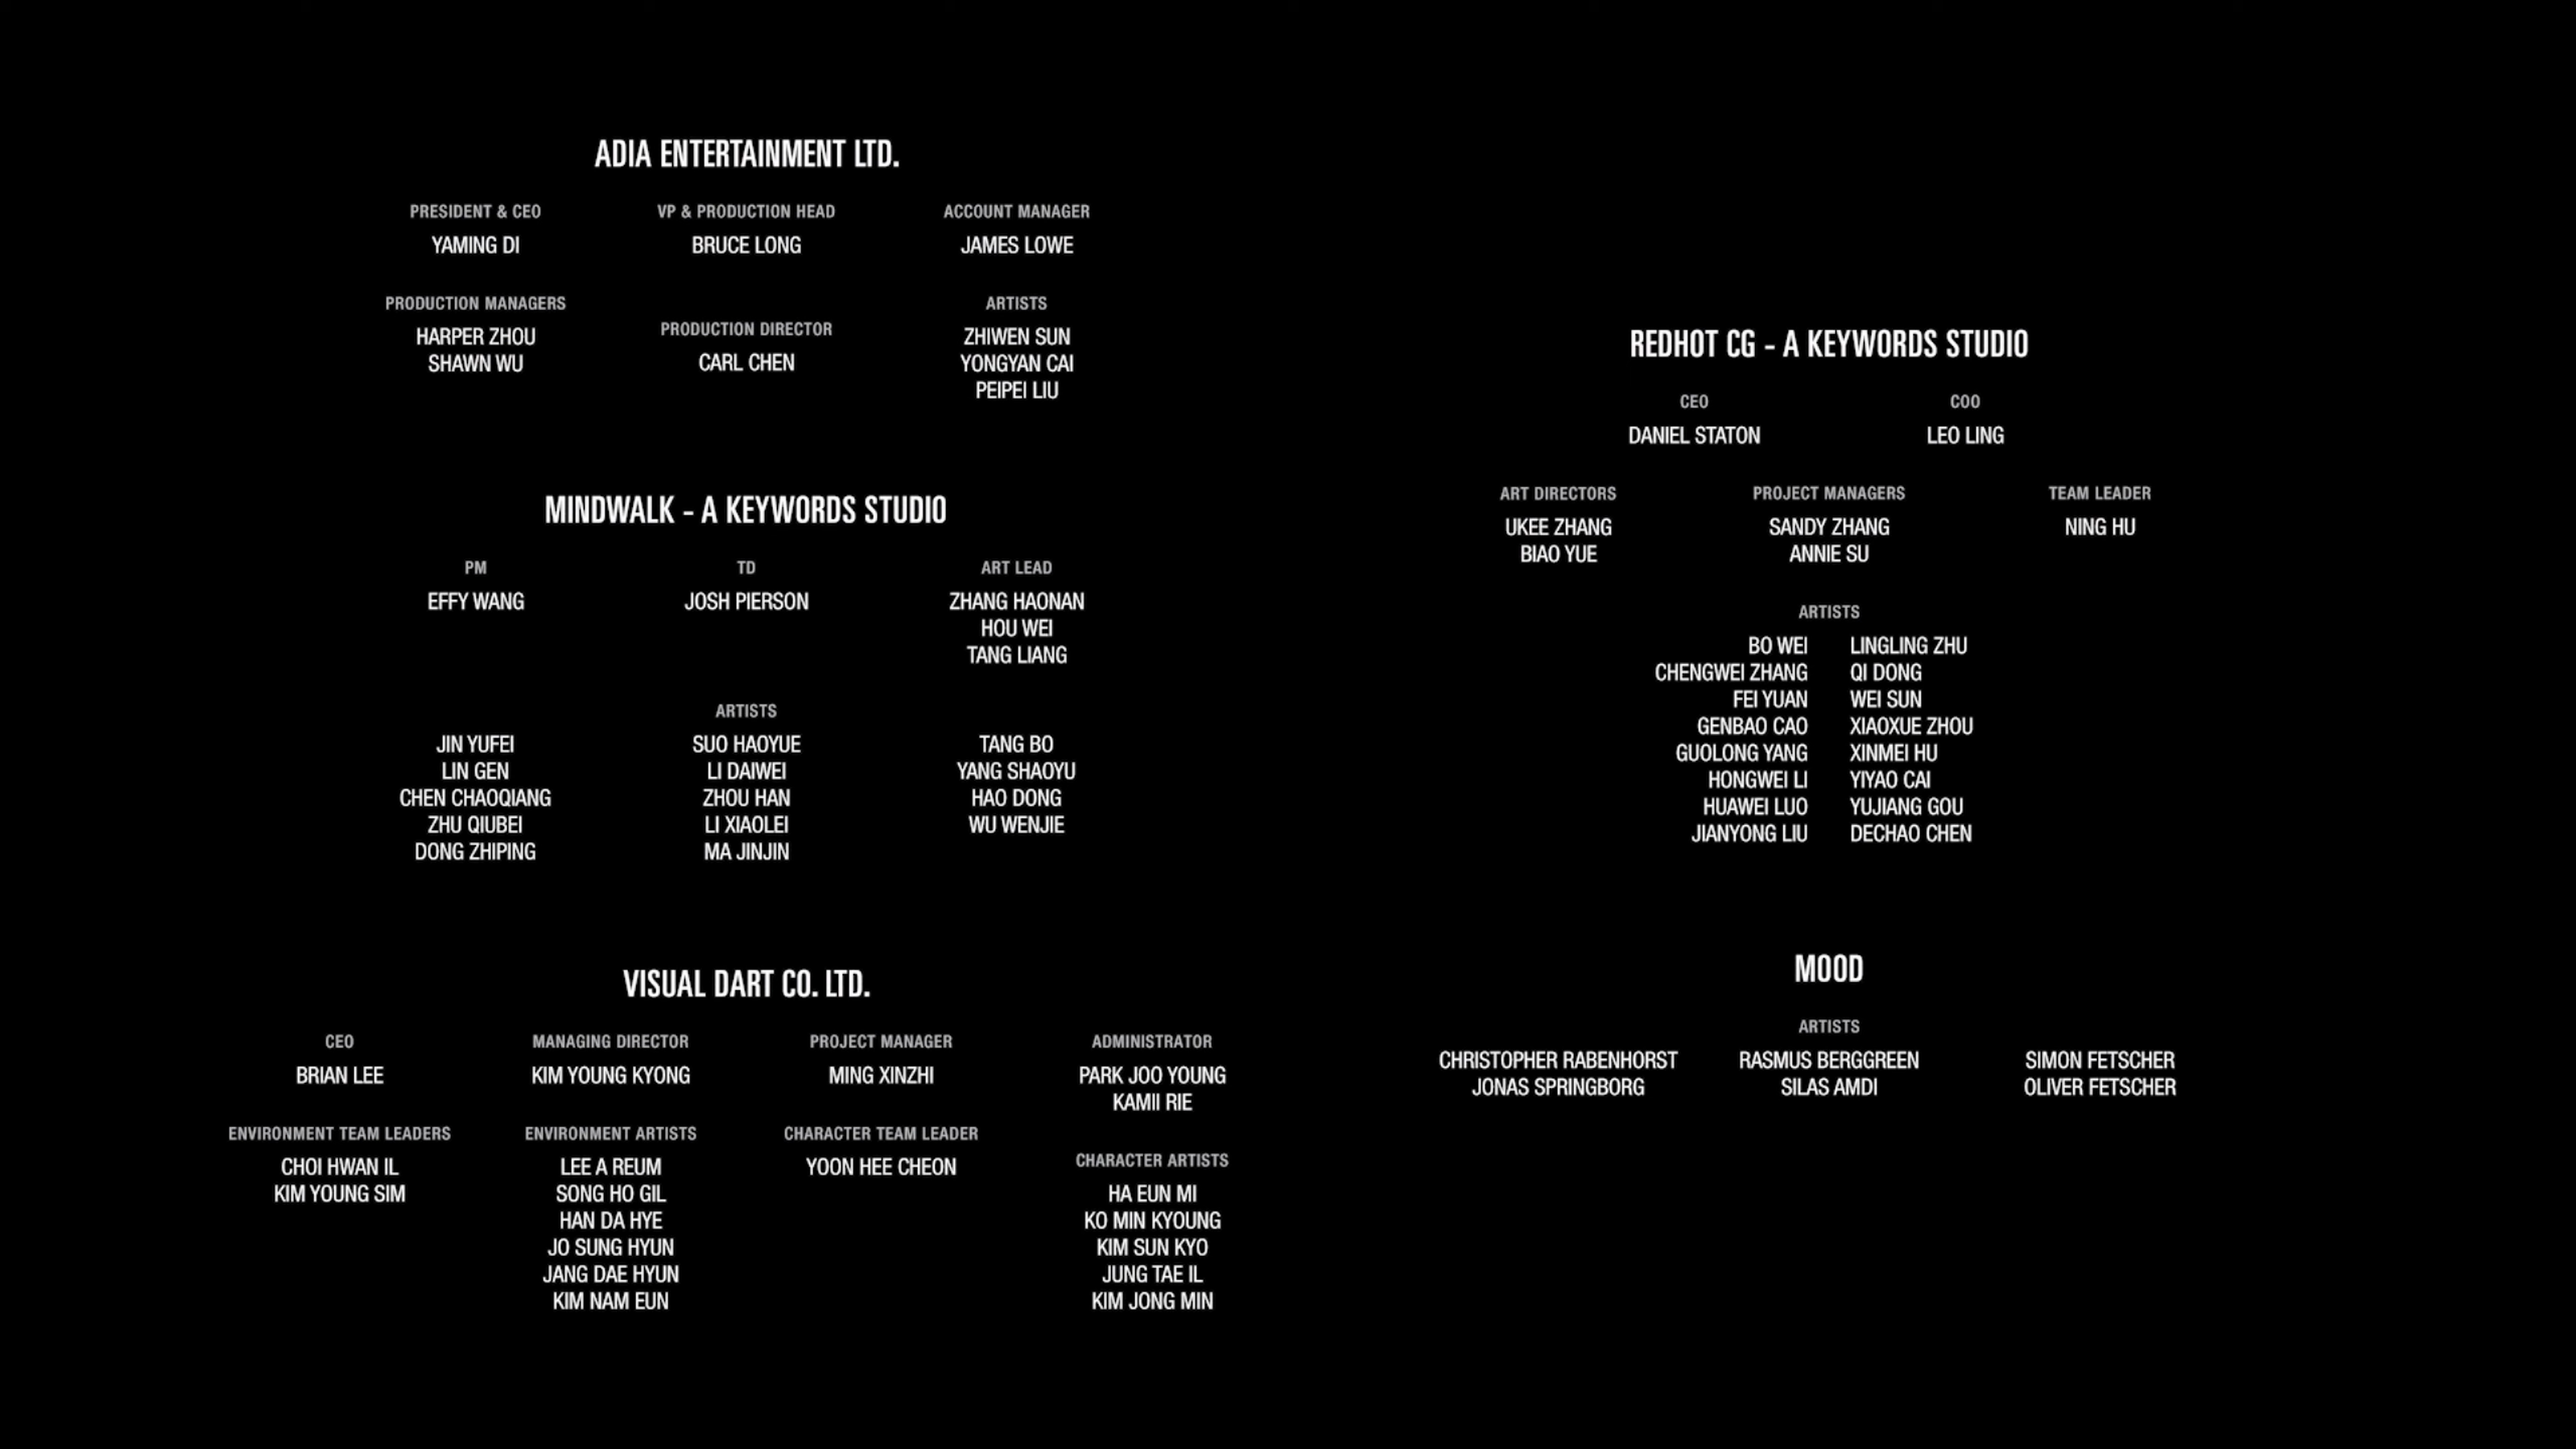 ADIA ENTERTAINMENT LTD.
PRESIDENT & CEO
YAMING DI
VP & PRODUCTION HEAD
BRUCE LONG
ACCOUNT MANAGER
JAMES LOWE
PRODUCTION MANAGERS
HARPER ZHOU
SHAWN WU
PRODUCTION DIRECTOR
CARL CHEN
ARTISTS
ZHIWEN SUN
YONGYAN CAI
PEIPEI LIU
MINDWALK - A KEYWORDS STUDIO
PM
EFFY WANG
TD
JOSH PIERSON
ART LEAD
ZHANG HAONAN
HOU WEI
TANG LIANG
ARTISTS
JIN YUFEI
LIN GEN
CHEN CHAOQIANG
ZHU QIUBEI
DONG ZHIPING
SUO HAOYUE
LI DAIWEI
ZHOU HAN
LI XIAOLEI
MA JINJIN
TANG BO
YANG SHAOYU
HAO DONG
WU WENJIE
VISUAL DART CO. LTD.
CEO
BRIAN LEE
MANAGING DIRECTOR
KIM YOUNG KYONG
PROJECT MANAGER
MING XINZHI
ADMINISTRATOR
PARK JOO YOUNG
KAMII RIE
ENVIRONMENT TEAM LEADERS
CHOI HWAN IL
KIM YOUNG SIM
ENVIRONMENT ARTISTS
LEE A REUM
SONG HO GIL
HAN DA HYE
JO SUNG HYUN
JANG DAE HYUN
KIM NAM EUN
CHARACTER TEAM LEADER
YOON HEE CHEON
CHARACTER ARTISTS
HA EUN MI
KO MIN KYOUNG
KIM SUN KYO
JUNG TAE IL
KIM JONG MIN
REDHOT CG - A KEYWORDS STUDIO
CEO
DANIEL STATON
COO
LEO LING
ART DIRECTORS
UKEE ZHANG
BIAO YUE
PROJECT MANAGERS
SANDY ZHANG
ANNIE SU
TEAM LEADER
NING HU
ARTISTS
BO WEI
CHENGWEI ZHANG
FEI YUAN
GENBAO CAO
GUOLONG YANG
HONGWEI LI
HUAWEI LUO
JIANYONG LIU
LINGLING ZHU
QI DONG
WEI SUN
XIAOXUE ZHOU
XINMEI HU
YIYAO CAI
YUJIANG GOU
DECHAO CHEN
MOOD
ARTISTS
CHRISTOPHER RABENHORST
JONAS SPRINGBORG
RASMUS BERGGREEN
SILAS AMDI
SIMON FETSCHER
OLIVER FETSCHER